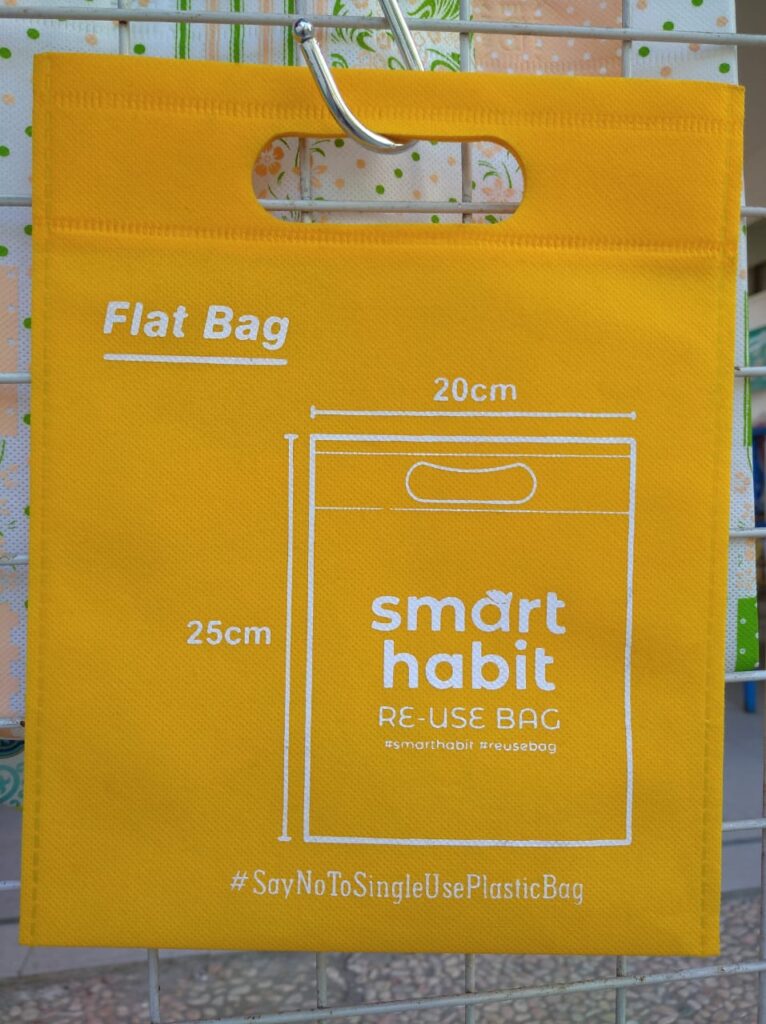 Flat Bag
20cm
25cm
smart
habit
RE-USE BAG
#smarthabit #reusebag
#SayNoToSingleUsePlasticBag